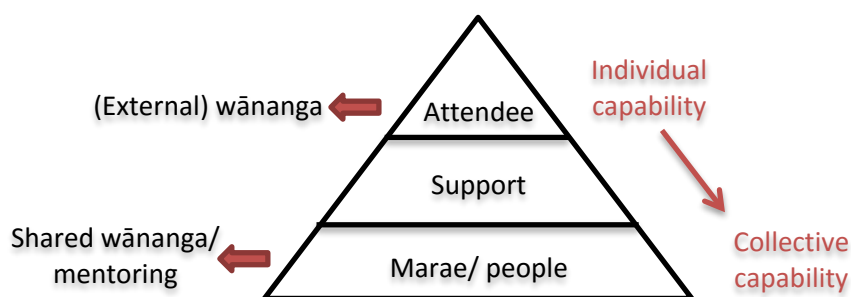 Individual
capability
(External) wānanga
Attendee
Support
Shared wānanga/
mentoring
Marae/ people
Collective
capability